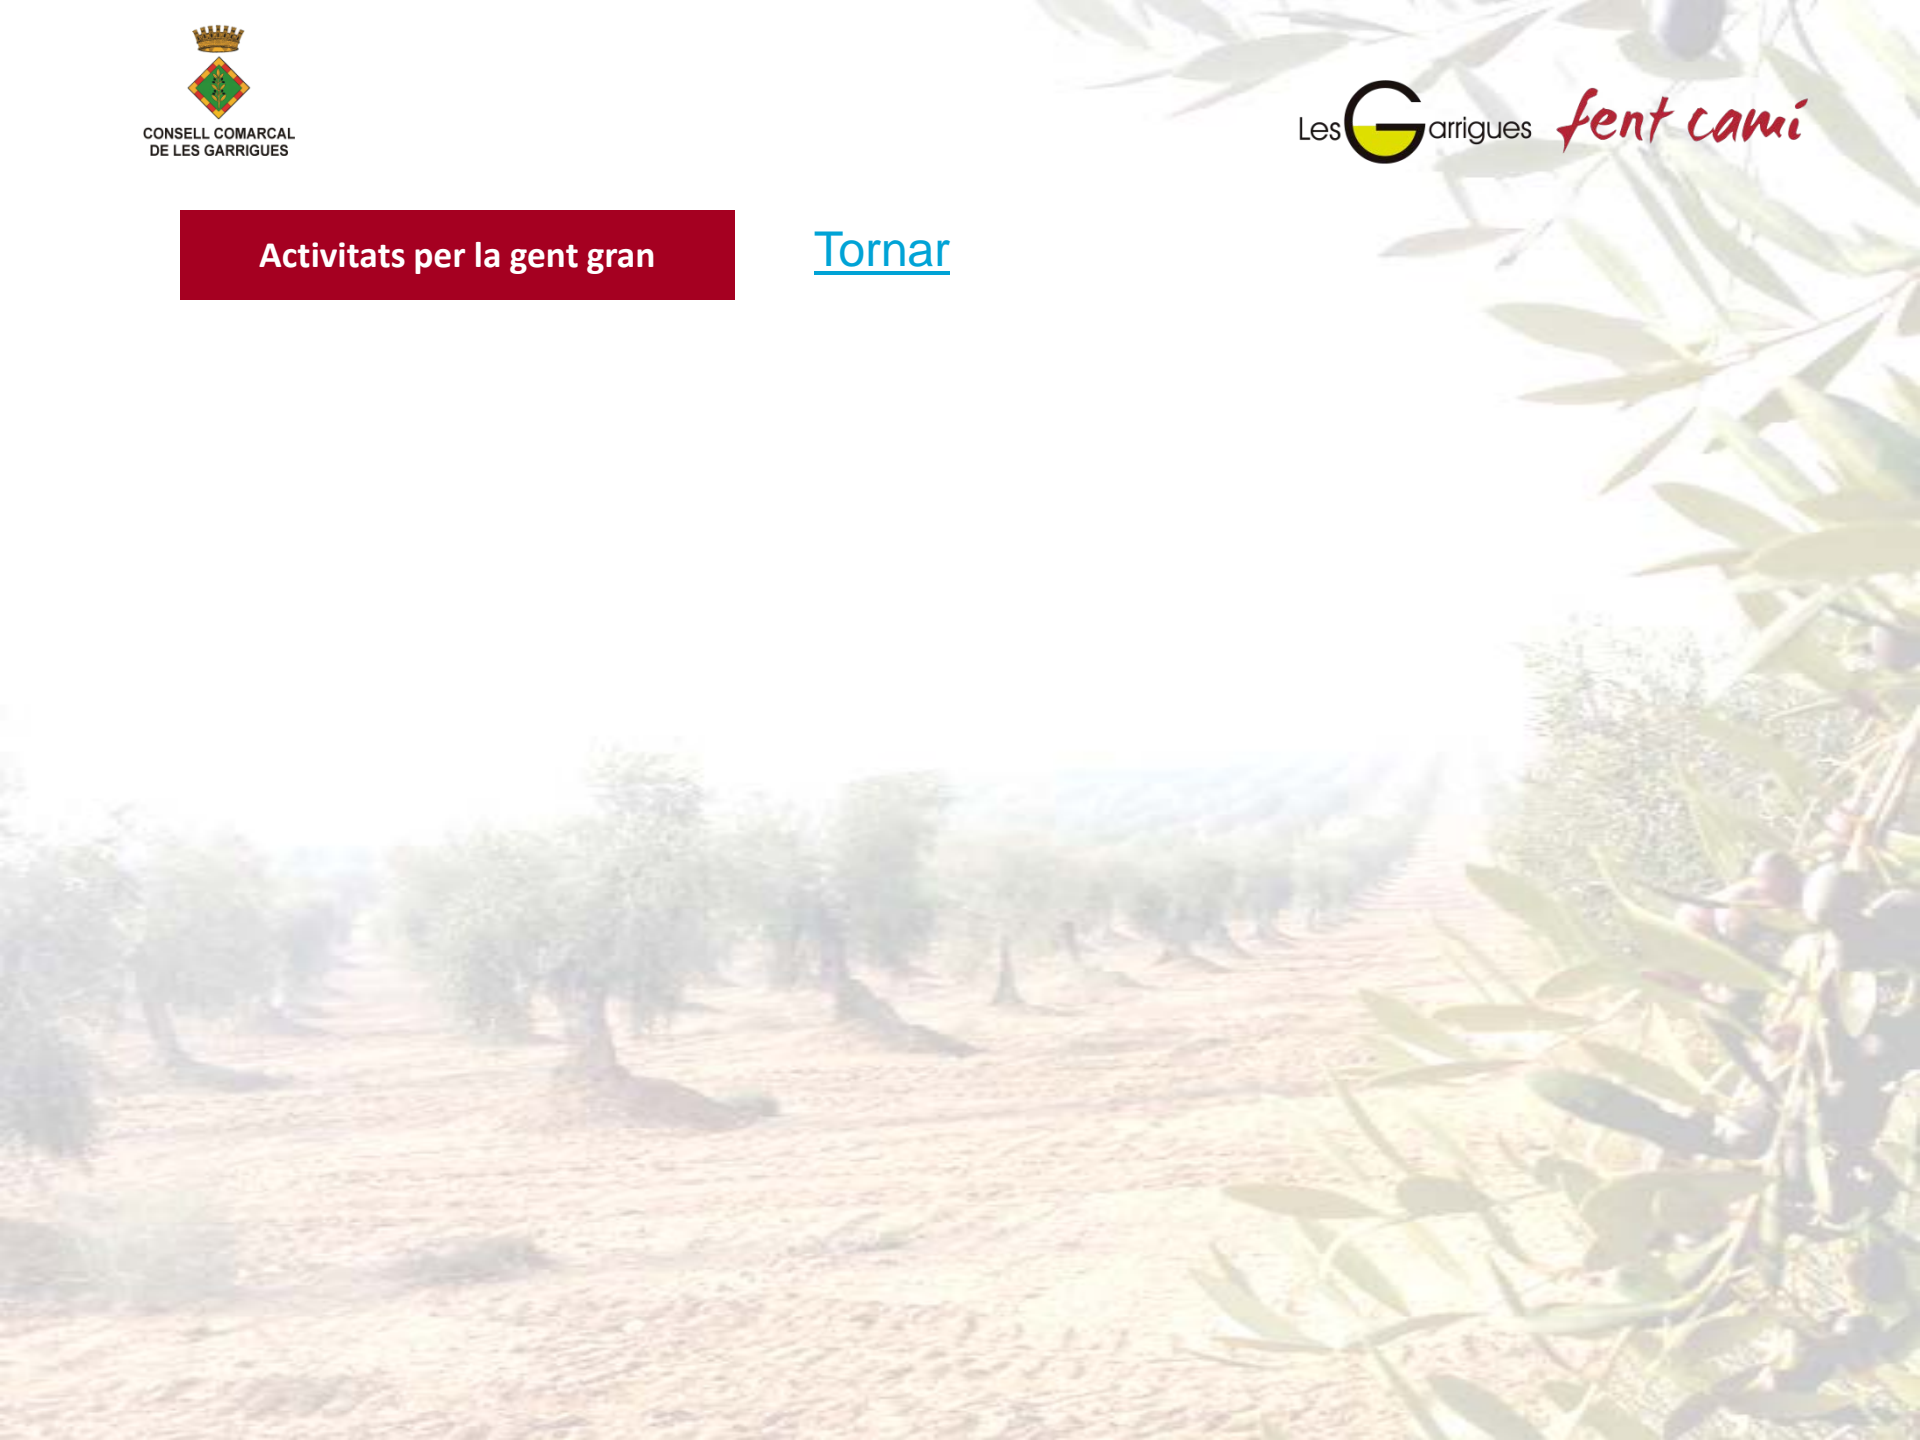 CONSELL COMARCAL
DE LES GARRIGUES
Les Garrigues fent camí
Activitats per la gent gran
Tornar